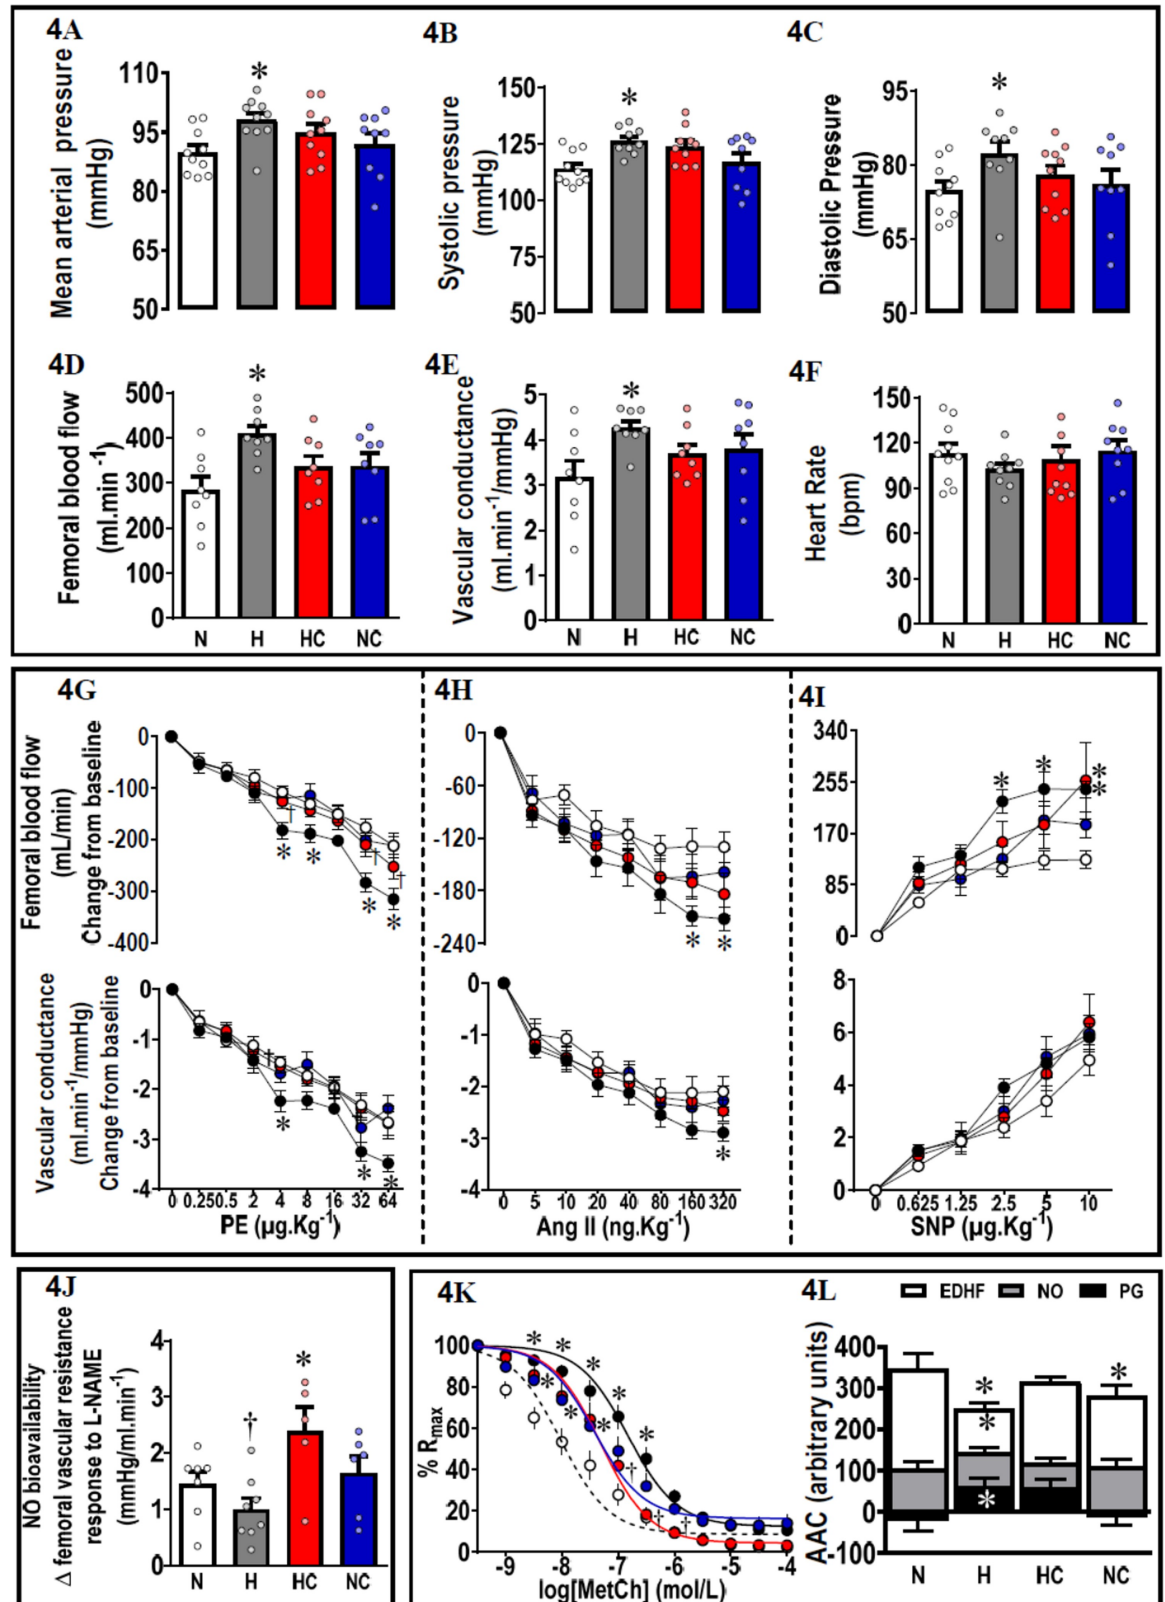 4A
4B
4C
Mean arterial pressure
(mmHg)
110
95
80
65
50
*
Systolic pressure
(mmHg)
150
125
100
75
50
*
Diastolic Pressure
(mmHg)
95
80
65
50
*
4D
4E
4F
Femoral blood flow
(ml.min-1)
500
400
300
200
100
0
*
N H HC NC
Vascular conductance
(ml.min-1/mmHg)
5
4
3
2
1
0
*
N H HC NC
Heart Rate
(bpm)
150
120
90
60
30
0
N H HC NC
4G
4H
4I
Femoral blood flow
(mL/min)
Change from baseline
0
-100
-200
-300
-400
† † †
* * * *
0
-60
-120
-180
-240
* *
340
255
170
85
0
* * * *
Vascular conductance
(ml.min-1/mmHg)
Change from baseline
0
-1
-2
-3
-4
* * *
0 0.25 0.5 2 4 8 16 32 64
PE (µg.Kg-1)
0
-1
-2
-3
-4
*
0 5 10 20 40 80 160 320
Ang II (ng.Kg-1)
8
6
4
2
0
0 0.625 1.25 2.5 5 10
SNP (µg.Kg-1)
4J
NO bioavailability
Δ femoral vascular resistance
response to L-NAME
(mmHg/ml.min-1)
4
3
2
1
0
† *
N H HC NC
4K
% Rmax
100
80
60
40
20
0
* * * * *
* * *
† † †
-9 -8 -7 -6 -5 -4
log[MetCh] (mol/L)
4L
EDHF NO PG
AAC (arbitrary units)
400
300
200
100
0
-100
* * * *
N H HC NC